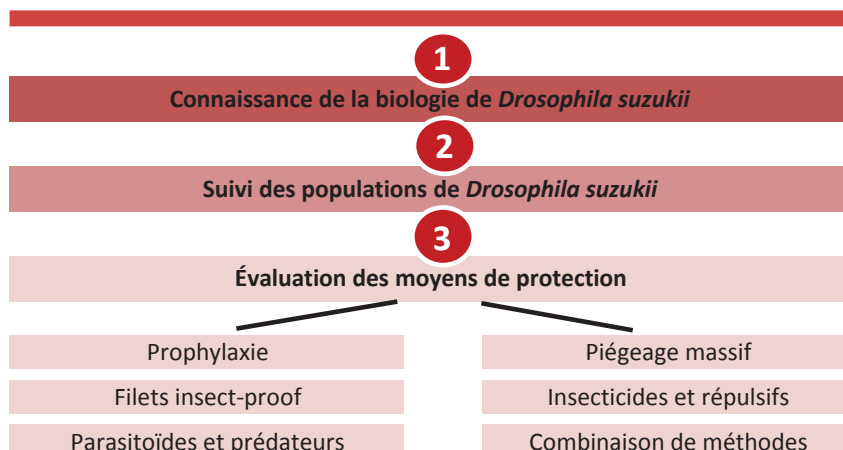 1
Connaissance de la biologie de Drosophila suzukii
2
Suivi des populations de Drosophila suzukii
3
Évaluation des moyens de protection
Prophylaxie
Piégeage massif
Filets insect-proof
Insecticides et répulsifs
Parasitoïdes et prédateurs
Combinaison de méthodes